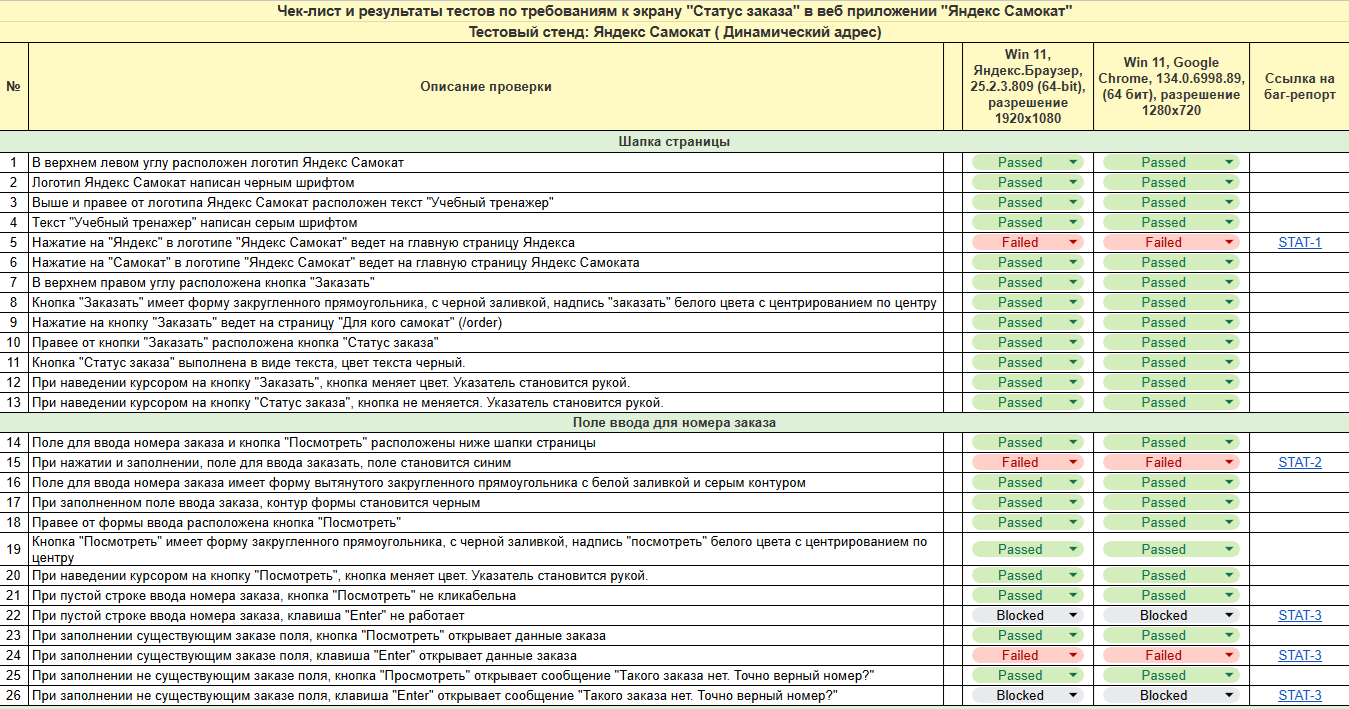 Чек-лист и результаты тестов по требованиям к экрану "Статус заказа" в веб приложении "Яндекс Самокат"
Тестовый стенд: Яндекс Самокат ( Динамический адрес)
№
Описание проверки
Win 11,
Яндекс.Браузер,
25.2.3.809 (64-bit),
разрешение
1920x1080
Win 11, Google
Chrome, 134.0.6998.89,
(64 бит), разрешение
1280x720
Ссылка на
баг-репорт
Шапка страницы
1 В верхнем левом углу расположен логотип Яндекс Самокат Passed Passed
2 Логотип Яндекс Самокат написан черным шрифтом Passed Passed
3 Выше и правее от логотипа Яндекс Самокат расположен текст "Учебный тренажер" Passed Passed
4 Текст "Учебный тренажер" написан серым шрифтом Passed Passed
5 Нажатие на "Яндекс" в логотипе "Яндекс Самокат" ведет на главную страницу Яндекса Failed Failed STAT-1
6 Нажатие на "Самокат" в логотипе "Яндекс Самокат" ведет на главную страницу Яндекс Самоката Passed Passed
7 В верхнем правом углу расположена кнопка "Заказать" Passed Passed
8 Кнопка "Заказать" имеет форму закругленного прямоугольника, с черной заливкой, надпись "заказать" белого цвета с центрированием по центру Passed Passed
9 Нажатие на кнопку "Заказать" ведет на страницу "Для кого самокат" (/order) Passed Passed
10 Правее от кнопки "Заказать" расположена кнопка "Статус заказа" Passed Passed
11 Кнопка "Статус заказа" выполнена в виде текста, цвет текста черный. Passed Passed
12 При наведении курсором на кнопку "Заказать", кнопка меняет цвет. Указатель становится рукой. Passed Passed
13 При наведении курсором на кнопку "Статус заказа", кнопка не меняется. Указатель становится рукой. Passed Passed
Поле ввода для номера заказа
14 Поле для ввода номера заказа и кнопка "Посмотреть" расположены ниже шапки страницы Passed Passed
15 При нажатии и заполнении, поле для ввода заказать, поле становится синим Failed Failed STAT-2
16 Поле для ввода номера заказа имеет форму вытянутого закругленного прямоугольника с белой заливкой и серым контуром Passed Passed
17 При заполненном поле ввода заказа, контур формы становится черным Passed Passed
18 Правее от формы ввода расположена кнопка "Посмотреть" Passed Passed
19 Кнопка "Посмотреть" имеет форму закругленного прямоугольника, с черной заливкой, надпись "посмотреть" белого цвета с центрированием по
центру Passed Passed
20 При наведении курсором на кнопку "Посмотреть", кнопка меняет цвет. Указатель становится рукой. Passed Passed
21 При пустой строке ввода номера заказа, кнопка "Посмотреть" не кликабельна Passed Passed
22 При пустой строке ввода номера заказа, клавиша "Enter" не работает Blocked Blocked STAT-3
23 При заполнении существующим заказе поля, кнопка "Посмотреть" открывает данные заказа Passed Passed
24 При заполнении существующим заказе поля, клавиша "Enter" открывает данные заказа Failed Failed STAT-3
25 При заполнении не существующим заказе поля, кнопка "Просмотреть" открывает сообщение "Такого заказа нет. Точно верный номер?" Passed Passed
26 При заполнении не существующим заказе поля, клавиша "Enter" открывает сообщение "Такого заказа нет. Точно верный номер?" Blocked Blocked STAT-3